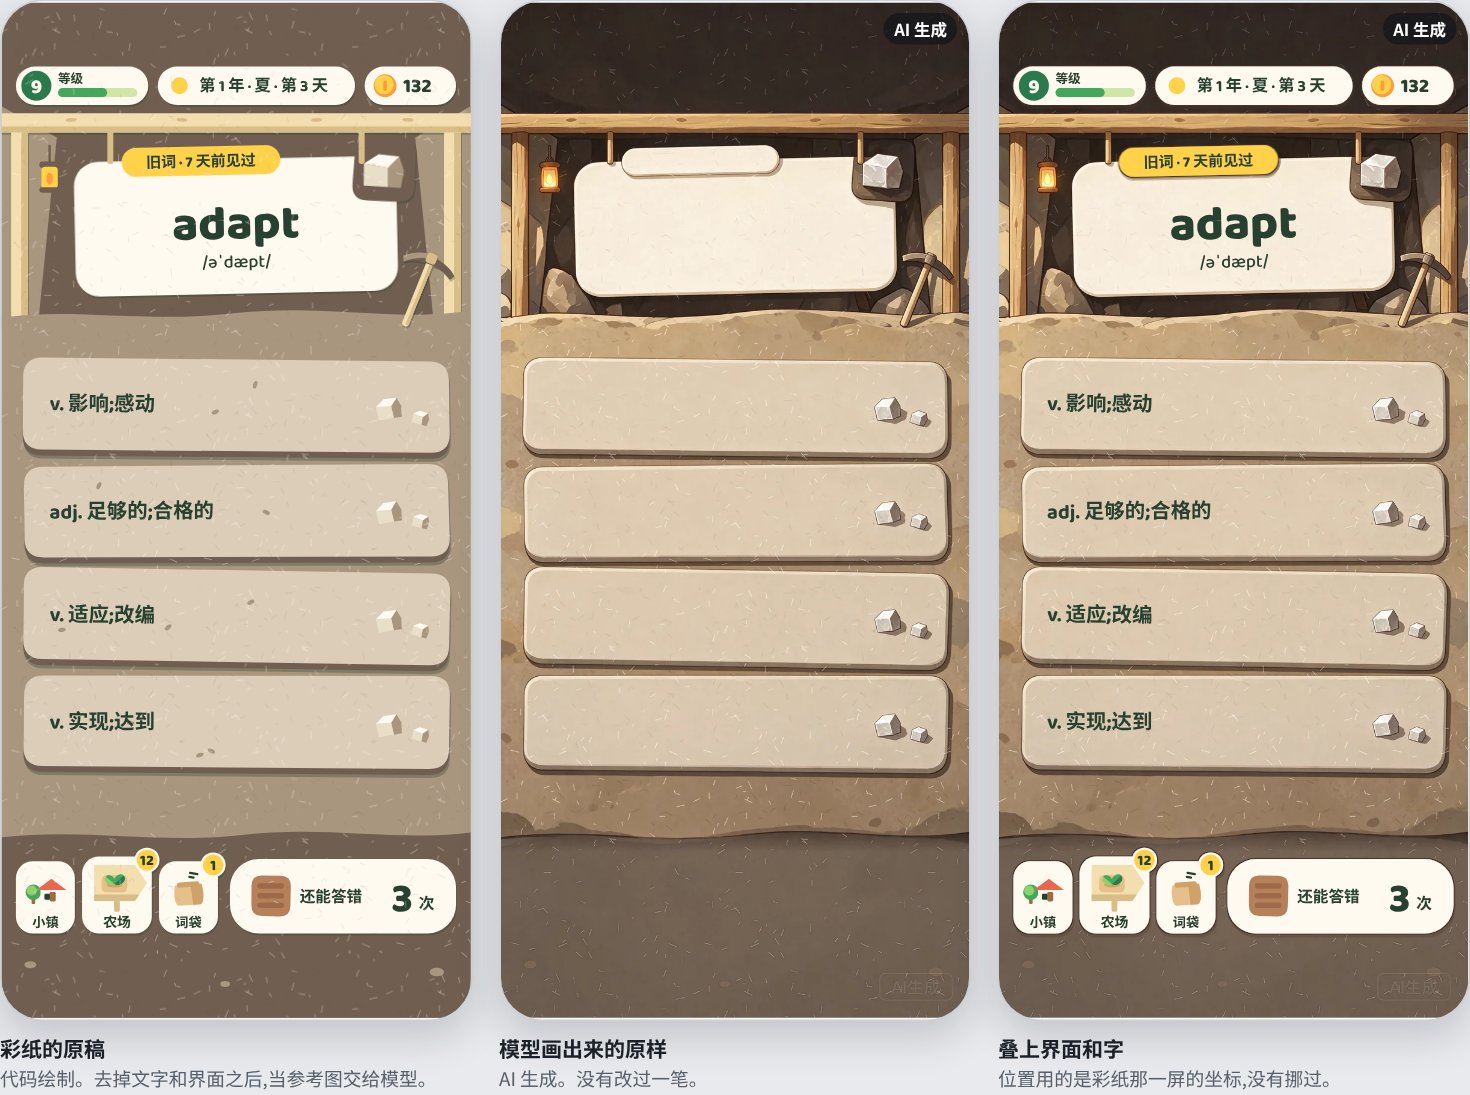 9 等级
第1年·夏·第3天
132
旧词·7天前见过
adapt
/əˈdæpt/
v. 影响;感动
adj. 足够的;合格的
v. 适应;改编
v. 实现;达到
小镇
12
农场
1
词袋
还能答错 3 次
彩纸的原稿
代码绘制。去掉文字和界面之后,当参考图交给模型。
AI 生成
AI生成
模型画出来的原样
AI 生成。没有改过一笔。
AI 生成
9 等级
第1年·夏·第3天
132
旧词·7天前见过
adapt
/əˈdæpt/
v. 影响;感动
adj. 足够的;合格的
v. 适应;改编
v. 实现;达到
小镇
12
农场
1
词袋
还能答错 3 次
AI生成
叠上界面和字
位置用的是彩纸那一屏的坐标,没有挪过。